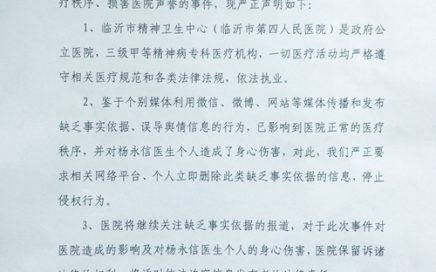 疗秩序、损害医院声誉的事件，现严正声明如下：
1、临沂市精神卫生中心（临沂市第四人民医院）是政府公
立医院，三级甲等精神病专科医疗机构，一切医疗活动均严格遵
守相关医疗规范和各类法律法规，依法执业。
2、鉴于个别媒体利用微信、微博、网站等媒体传播和发布
缺乏事实依据、误导舆情信息的行为，已影响到医院正常的医疗
秩序，并对杨永信医生个人造成了身心伤害，对此，我们严正要
求相关网络平台、个人立即删除此类缺乏事实依据的信息，停止
侵权行为。
3、医院将继续关注缺乏事实依据的报道，对于此次事件对
医院造成的影响及对杨永信医生个人的身心伤害，医院保留诉诸